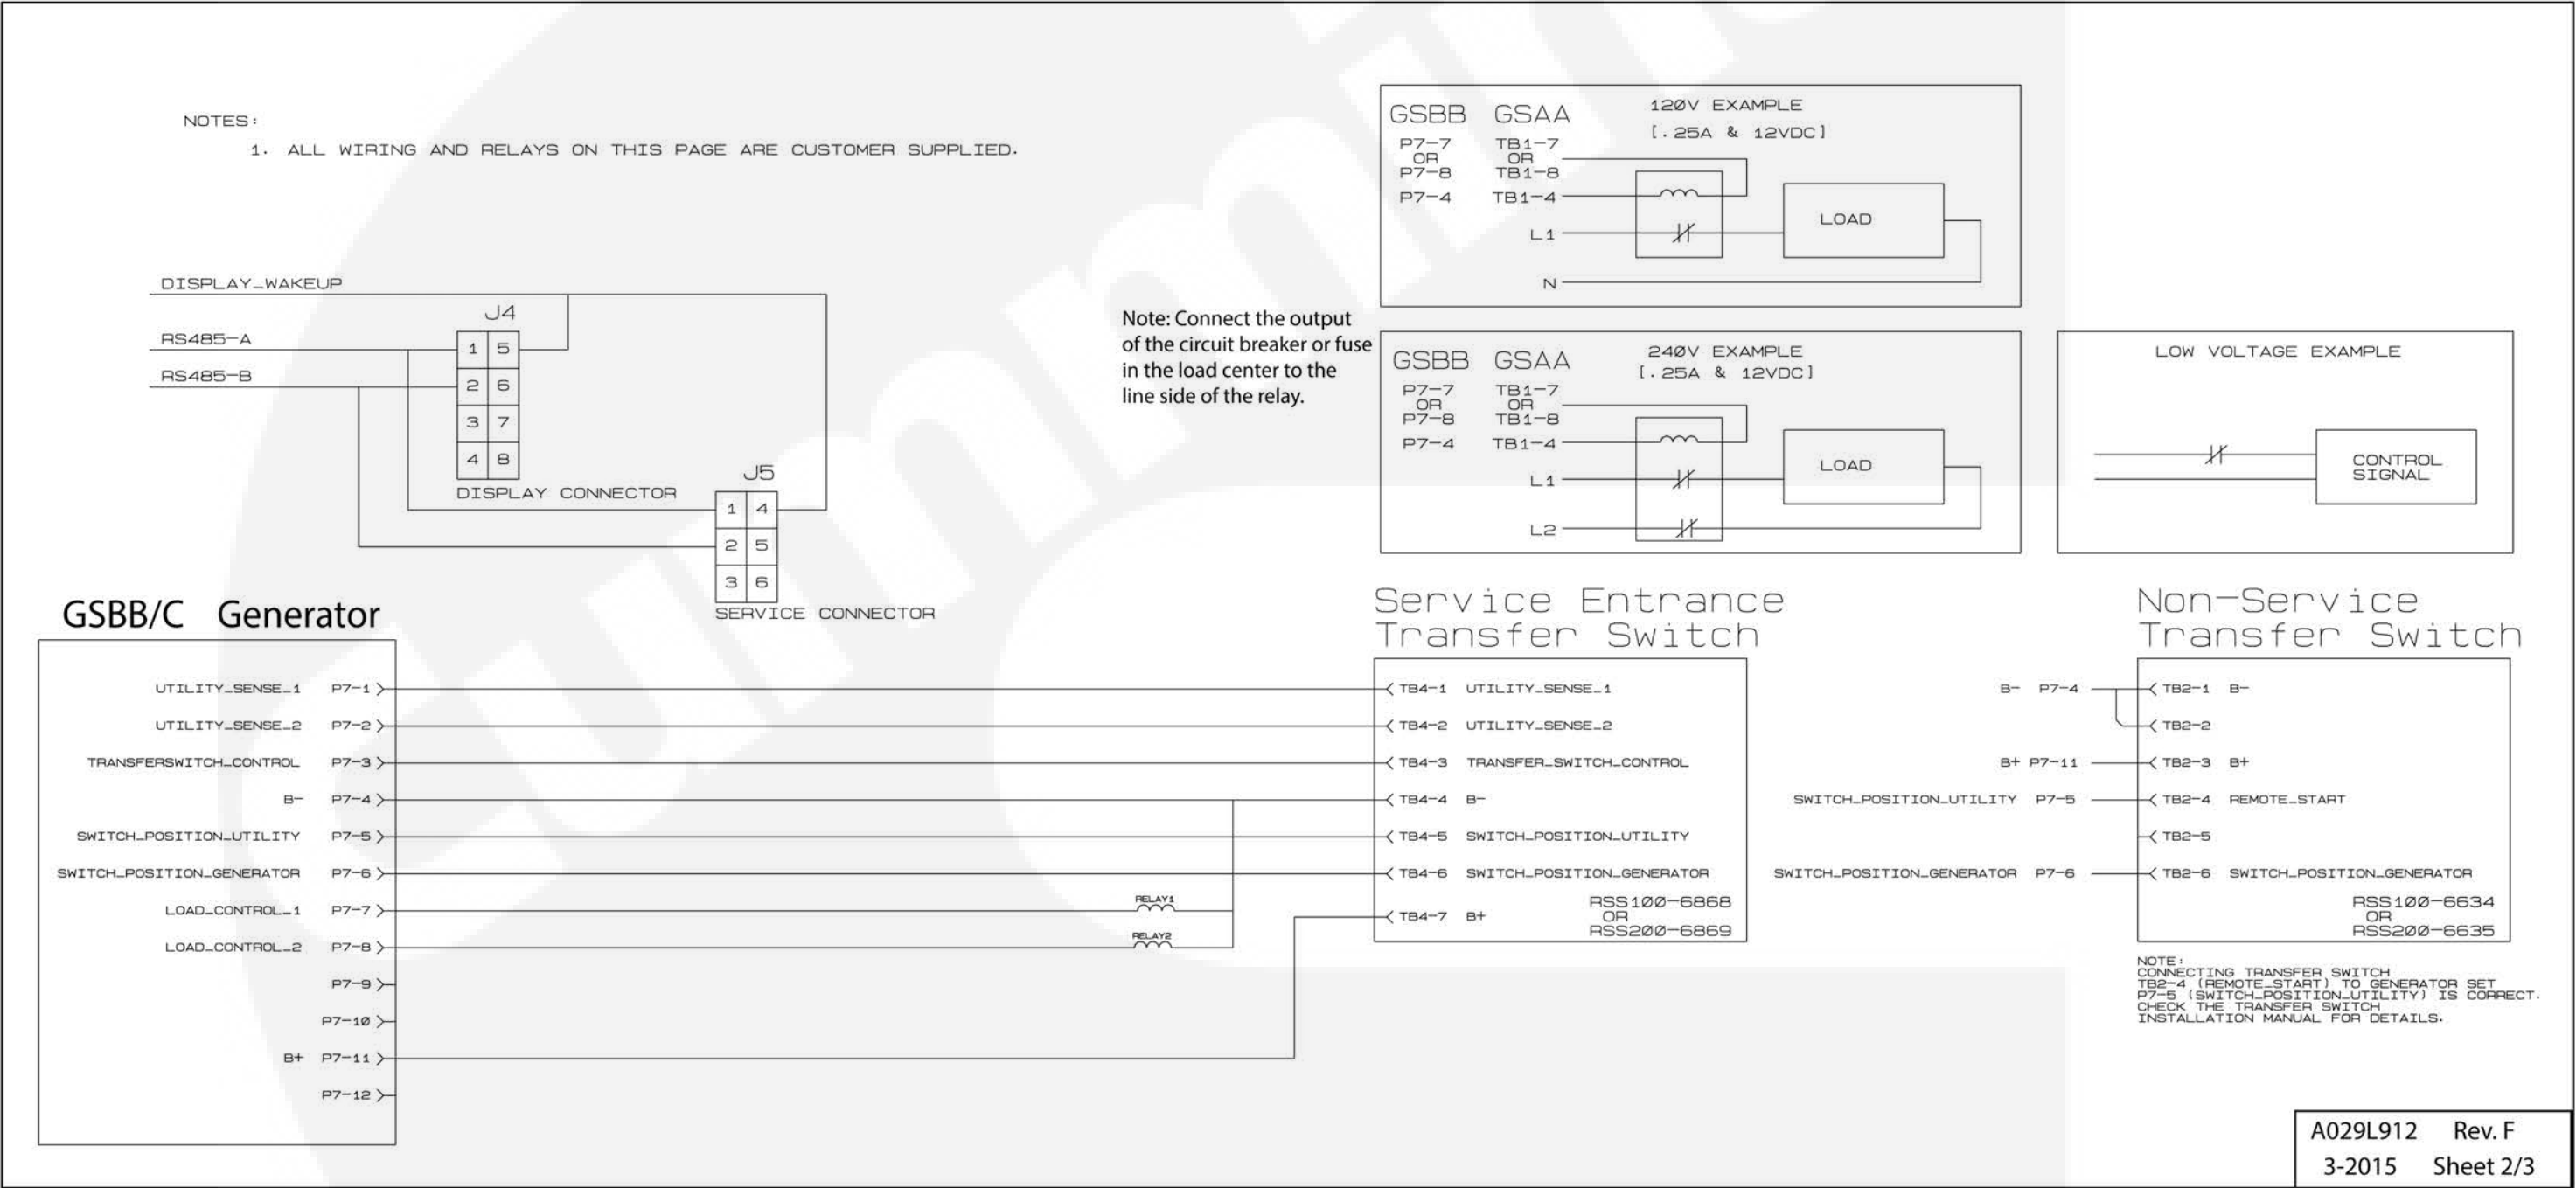 NOTES:
1. ALL WIRING AND RELAYS ON THIS PAGE ARE CUSTOMER SUPPLIED.
DISPLAY_WAKEUP
RS485-A
RS485-B
J4
1 5
2 6
3 7
4 8
DISPLAY CONNECTOR
J5
1 4
2 5
3 6
SERVICE CONNECTOR
Note: Connect the output
of the circuit breaker or fuse
in the load center to the
line side of the relay.
GSBB GSAA
120V EXAMPLE
[.25A & 12VDC]
P7-7 TB1-7
OR OR
P7-8 TB1-8
P7-4 TB1-4
L1
N
LOAD
GSBB GSAA
240V EXAMPLE
[.25A & 12VDC]
P7-7 TB1-7
OR OR
P7-8 TB1-8
P7-4 TB1-4
L1
L2
LOAD
LOW VOLTAGE EXAMPLE
CONTROL
SIGNAL
GSBB/C Generator
UTILITY_SENSE_1 P7-1
UTILITY_SENSE_2 P7-2
TRANSFERSWITCH_CONTROL P7-3
B- P7-4
SWITCH_POSITION_UTILITY P7-5
SWITCH_POSITION_GENERATOR P7-6
LOAD_CONTROL_1 P7-7
LOAD_CONTROL_2 P7-8
P7-9
P7-10
B+ P7-11
P7-12
RELAY1
RELAY2
Service Entrance
Transfer Switch
TB4-1 UTILITY_SENSE_1
TB4-2 UTILITY_SENSE_2
TB4-3 TRANSFER_SWITCH_CONTROL
TB4-4 B-
TB4-5 SWITCH_POSITION_UTILITY
TB4-6 SWITCH_POSITION_GENERATOR
TB4-7 B+
RSS100-6868
OR
RSS200-6869
Non-Service
Transfer Switch
B- P7-4 TB2-1 B-
TB2-2
B+ P7-11 TB2-3 B+
SWITCH_POSITION_UTILITY P7-5 TB2-4 REMOTE_START
TB2-5
SWITCH_POSITION_GENERATOR P7-6 TB2-6 SWITCH_POSITION_GENERATOR
RSS100-6634
OR
RSS200-6635
NOTE:
CONNECTING TRANSFER SWITCH
TB2-4 (REMOTE_START) TO GENERATOR SET
P7-5 (SWITCH_POSITION_UTILITY) IS CORRECT.
CHECK THE TRANSFER SWITCH
INSTALLATION MANUAL FOR DETAILS.
A029L912 Rev. F
3-2015 Sheet 2/3